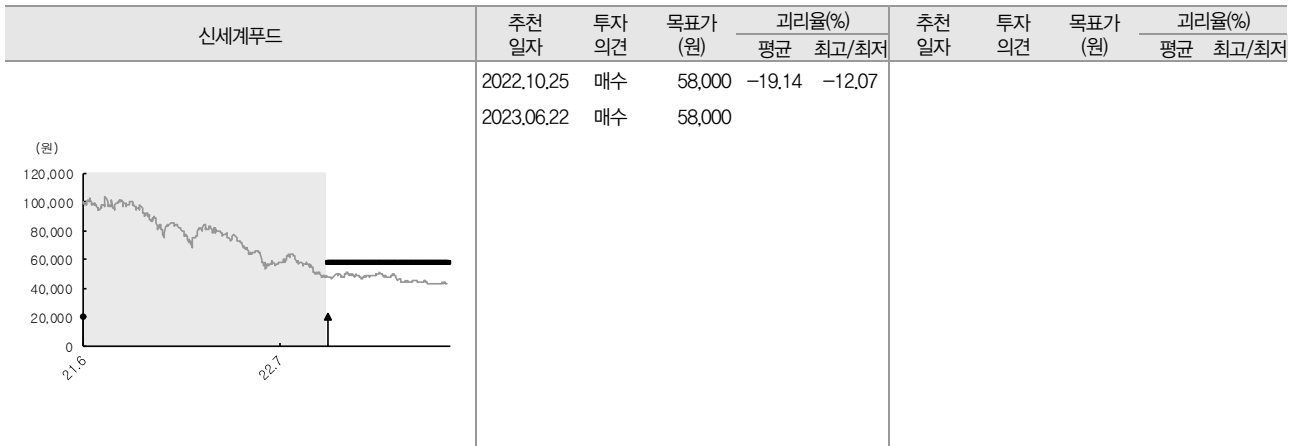 신세계푸드 추천 일자 투자 의견 목표가 (원) 괴리율(%) 평균 최고/최저 추천 일자 투자 의견 목표가 (원) 괴리율(%) 평균 최고/최저
2022.10.25 매수 58,000 -19.14 -12.07
2023.06.22 매수 58,000
(원)
120,000
100,000
80,000
60,000
40,000
20,000
0
21.6 22.7